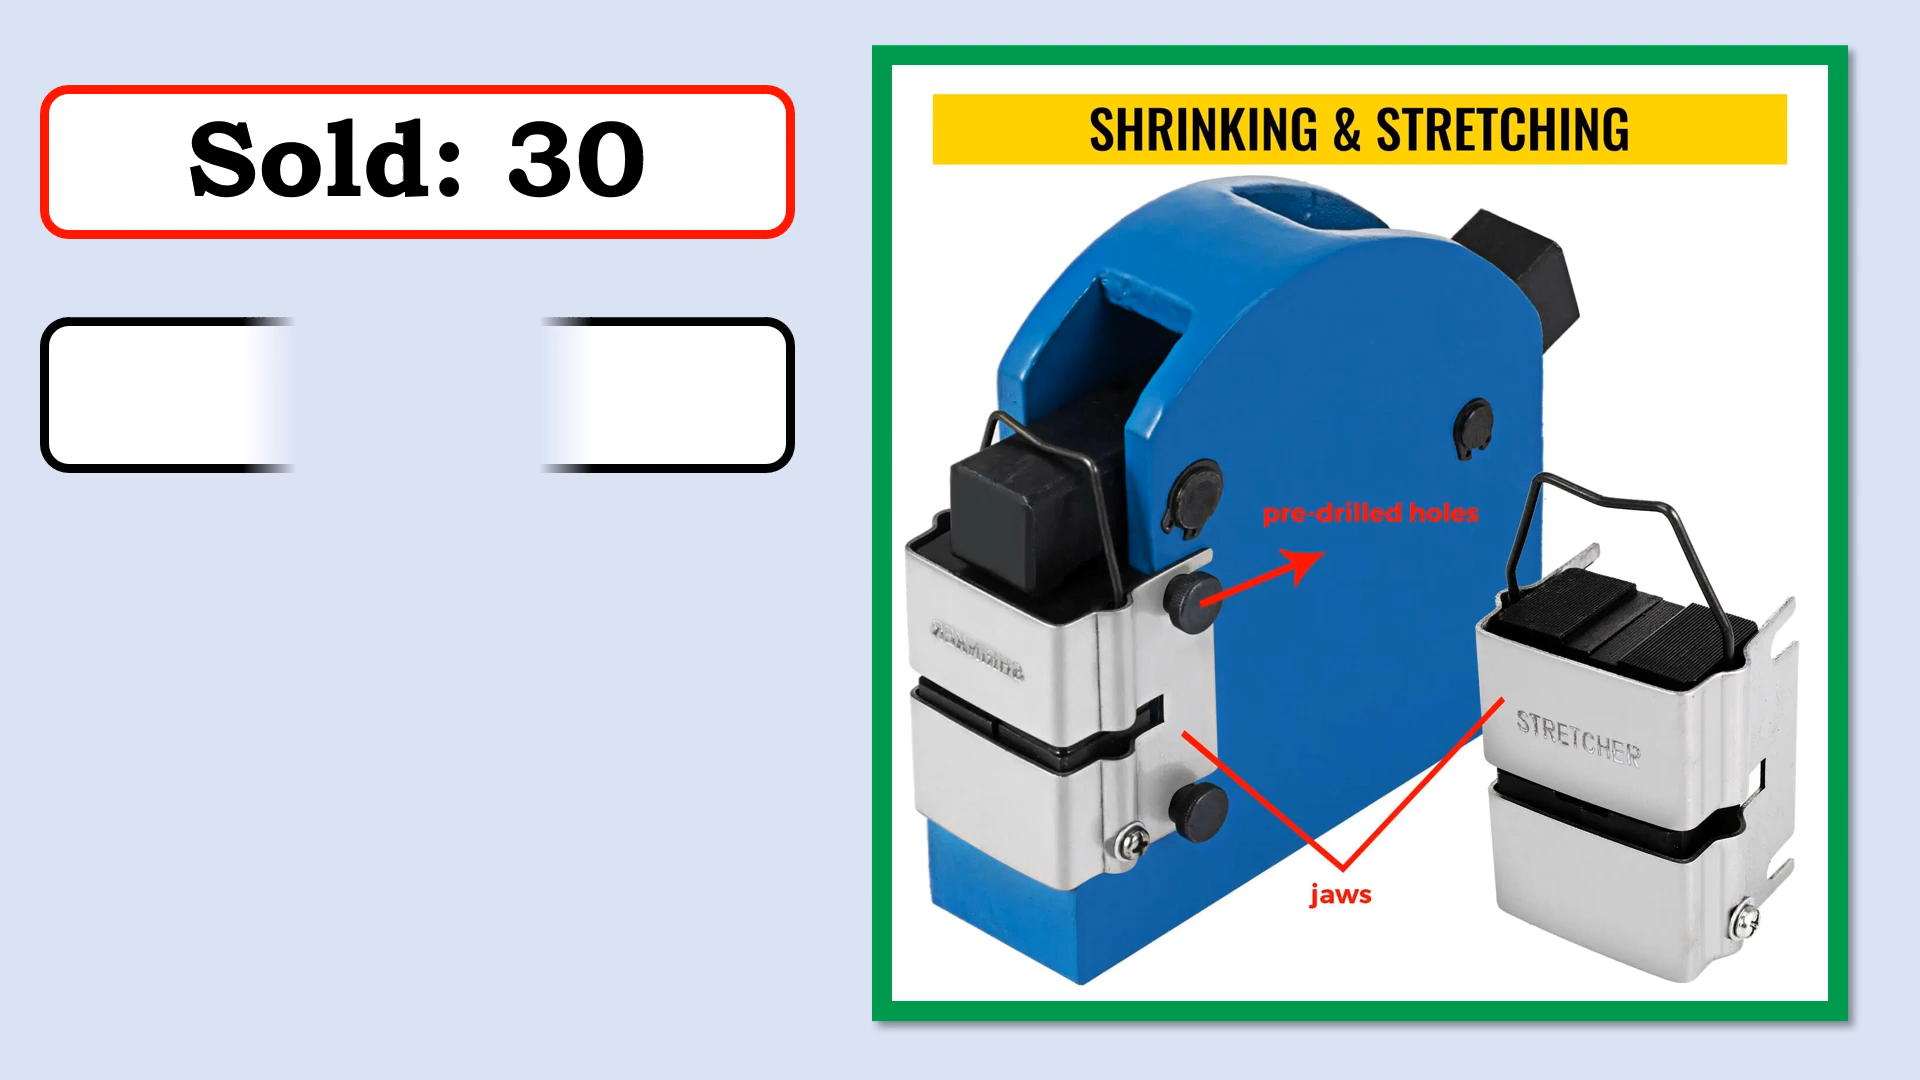 Sold: 30
SHRINKING & STRETCHING
pre-drilled holes
STRETCHER
jaws